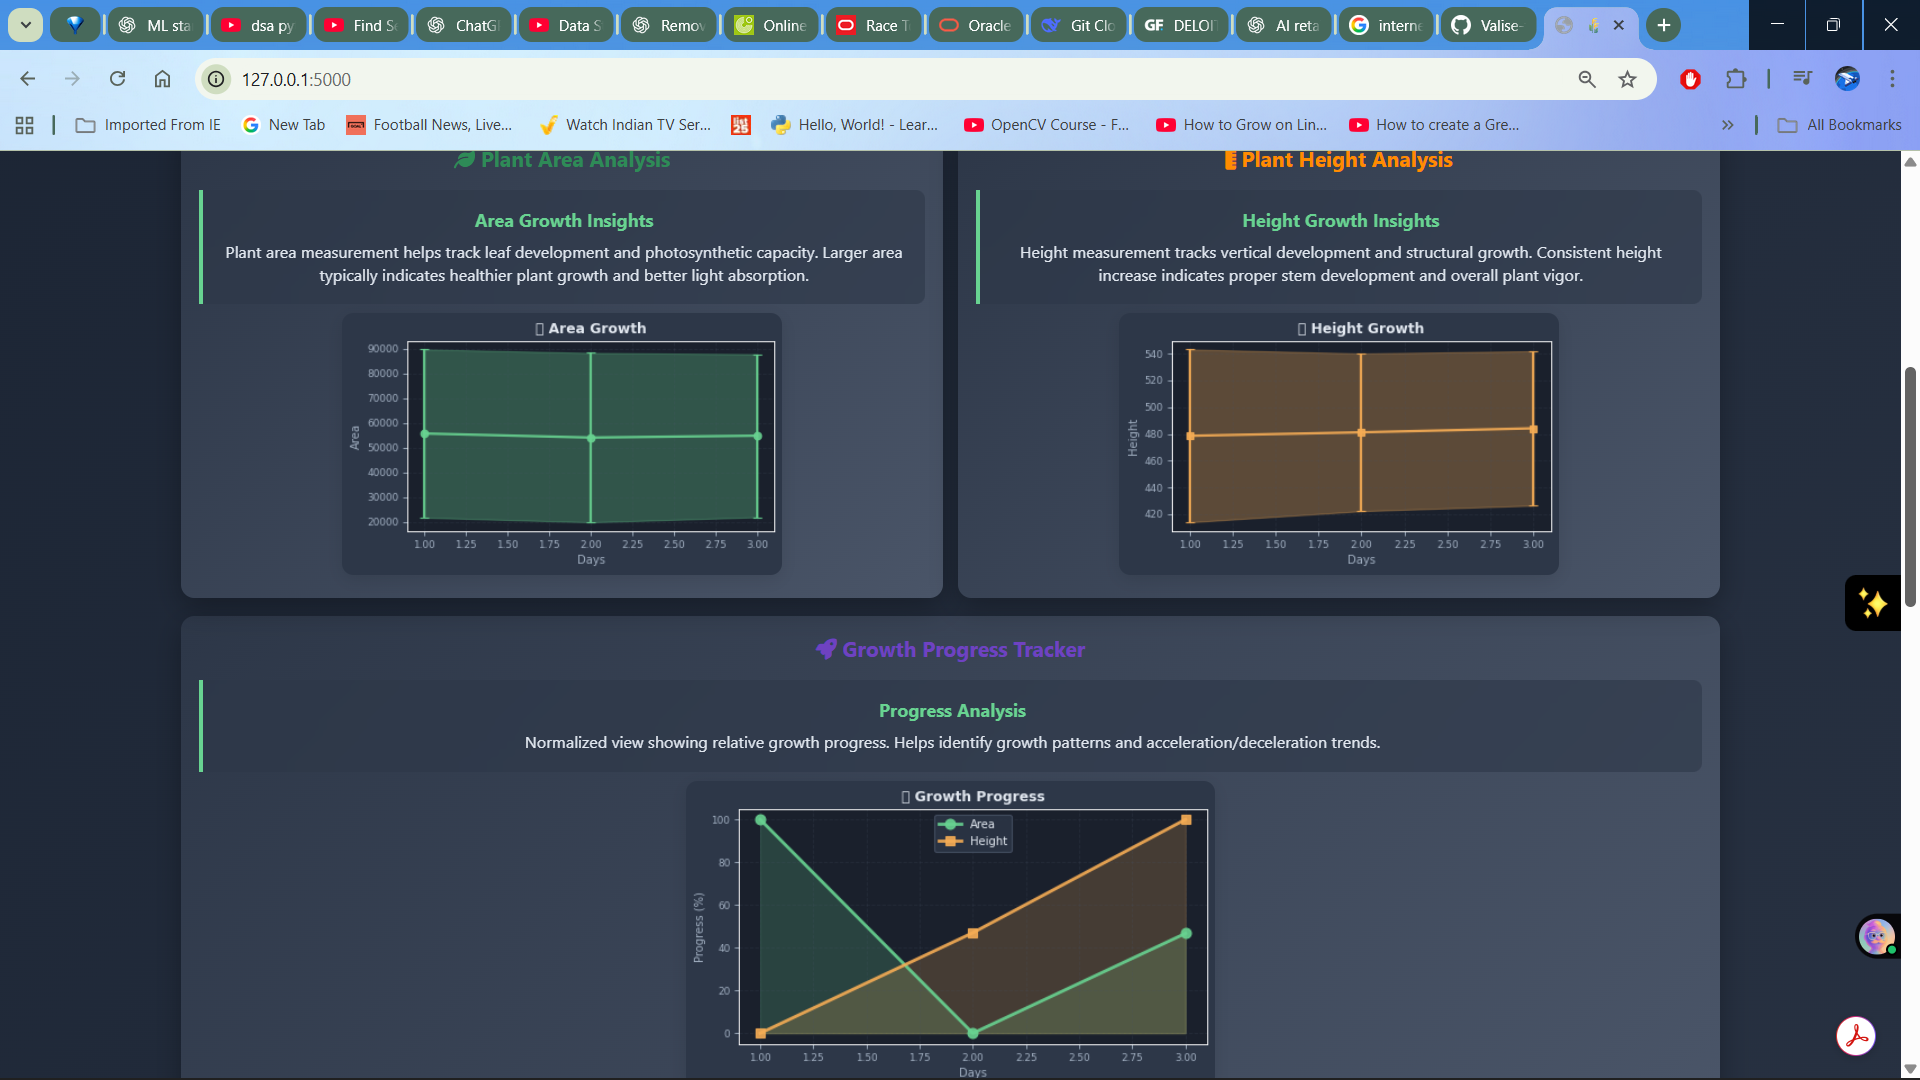 ML sta
dsa py
Find Se
ChatG
Data S
Remov
Online
Race T
Oracle
Git Clo
GF DELOI
AI reta
intern
Valise-
127.0.0.1:5000
Imported From IE
New Tab
Football News, Live...
Watch Indian TV Ser...
list 25
Hello, World! - Lear...
OpenCV Course - F...
How to Grow on Lin...
How to create a Gre...
All Bookmarks
Plant Area Analysis
Area Growth Insights
Plant area measurement helps track leaf development and photosynthetic capacity. Larger area
typically indicates healthier plant growth and better light absorption.
Area Growth
90000
80000
70000
60000
50000
40000
30000
20000
Area
1.00 1.25 1.50 1.75 2.00 2.25 2.50 2.75 3.00
Days
Plant Height Analysis
Height Growth Insights
Height measurement tracks vertical development and structural growth. Consistent height
increase indicates proper stem development and overall plant vigor.
Height Growth
540
520
500
480
460
440
420
Height
1.00 1.25 1.50 1.75 2.00 2.25 2.50 2.75 3.00
Days
Growth Progress Tracker
Progress Analysis
Normalized view showing relative growth progress. Helps identify growth patterns and acceleration/deceleration trends.
Growth Progress
Area
Height
100
80
60
40
20
0
Progress (%)
1.00 1.25 1.50 1.75 2.00 2.25 2.50 2.75 3.00
Days